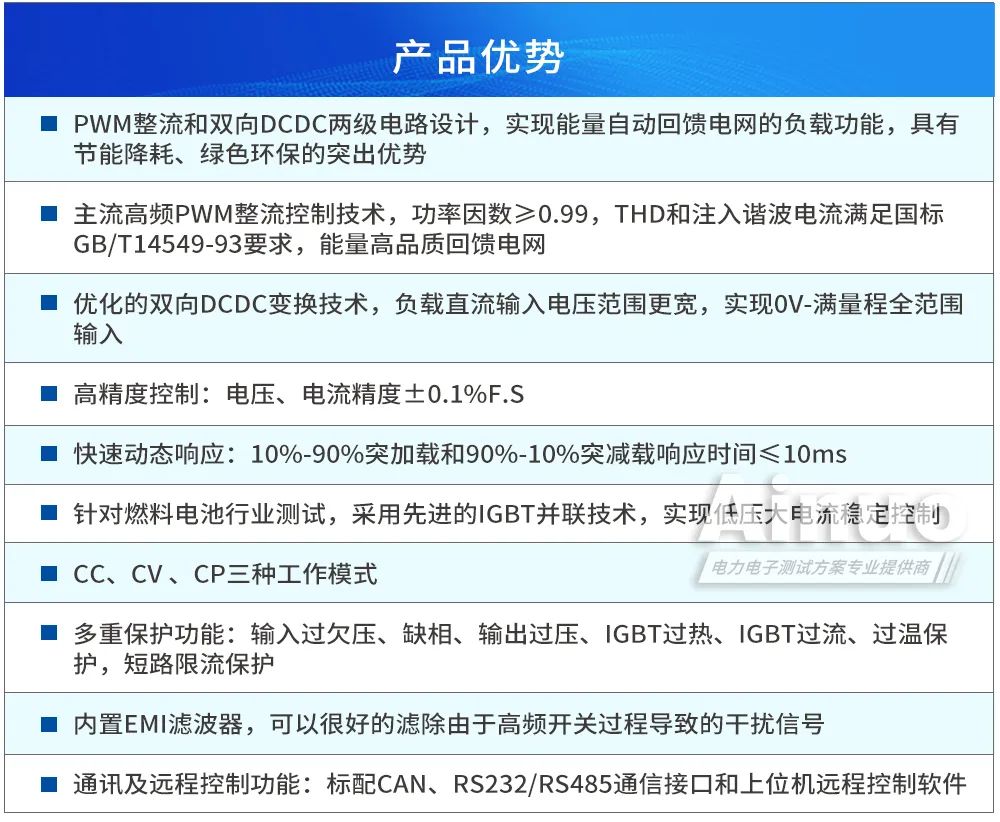 产品优势
PWM整流和双向DCDC两级电路设计，实现能量自动回馈电网的负载功能，具有
节能降耗、绿色环保的突出优势
主流高频PWM整流控制技术，功率因数≥0.99，THD和注入谐波电流满足国标
GB/T14549-93要求，能量高品质回馈电网
优化的双向DCDC变换技术，负载直流输入电压范围更宽，实现0V-满量程全范围
输入
高精度控制：电压、电流精度±0.1%F.S
快速动态响应：10%-90%突加载和90%-10%突减载响应时间≤10ms
针对燃料电池行业测试，采用先进的IGBT并联技术，实现低压大电流稳定控制
Ainuo
电力电子测试方案专业提供商
CC、CV 、CP三种工作模式
多重保护功能：输入过欠压、缺相、输出过压、IGBT过热、IGBT过流、过温保
护，短路限流保护
内置EMI滤波器，可以很好的滤除由于高频开关过程导致的干扰信号
通讯及远程控制功能：标配CAN、RS232/RS485通信接口和上位机远程控制软件